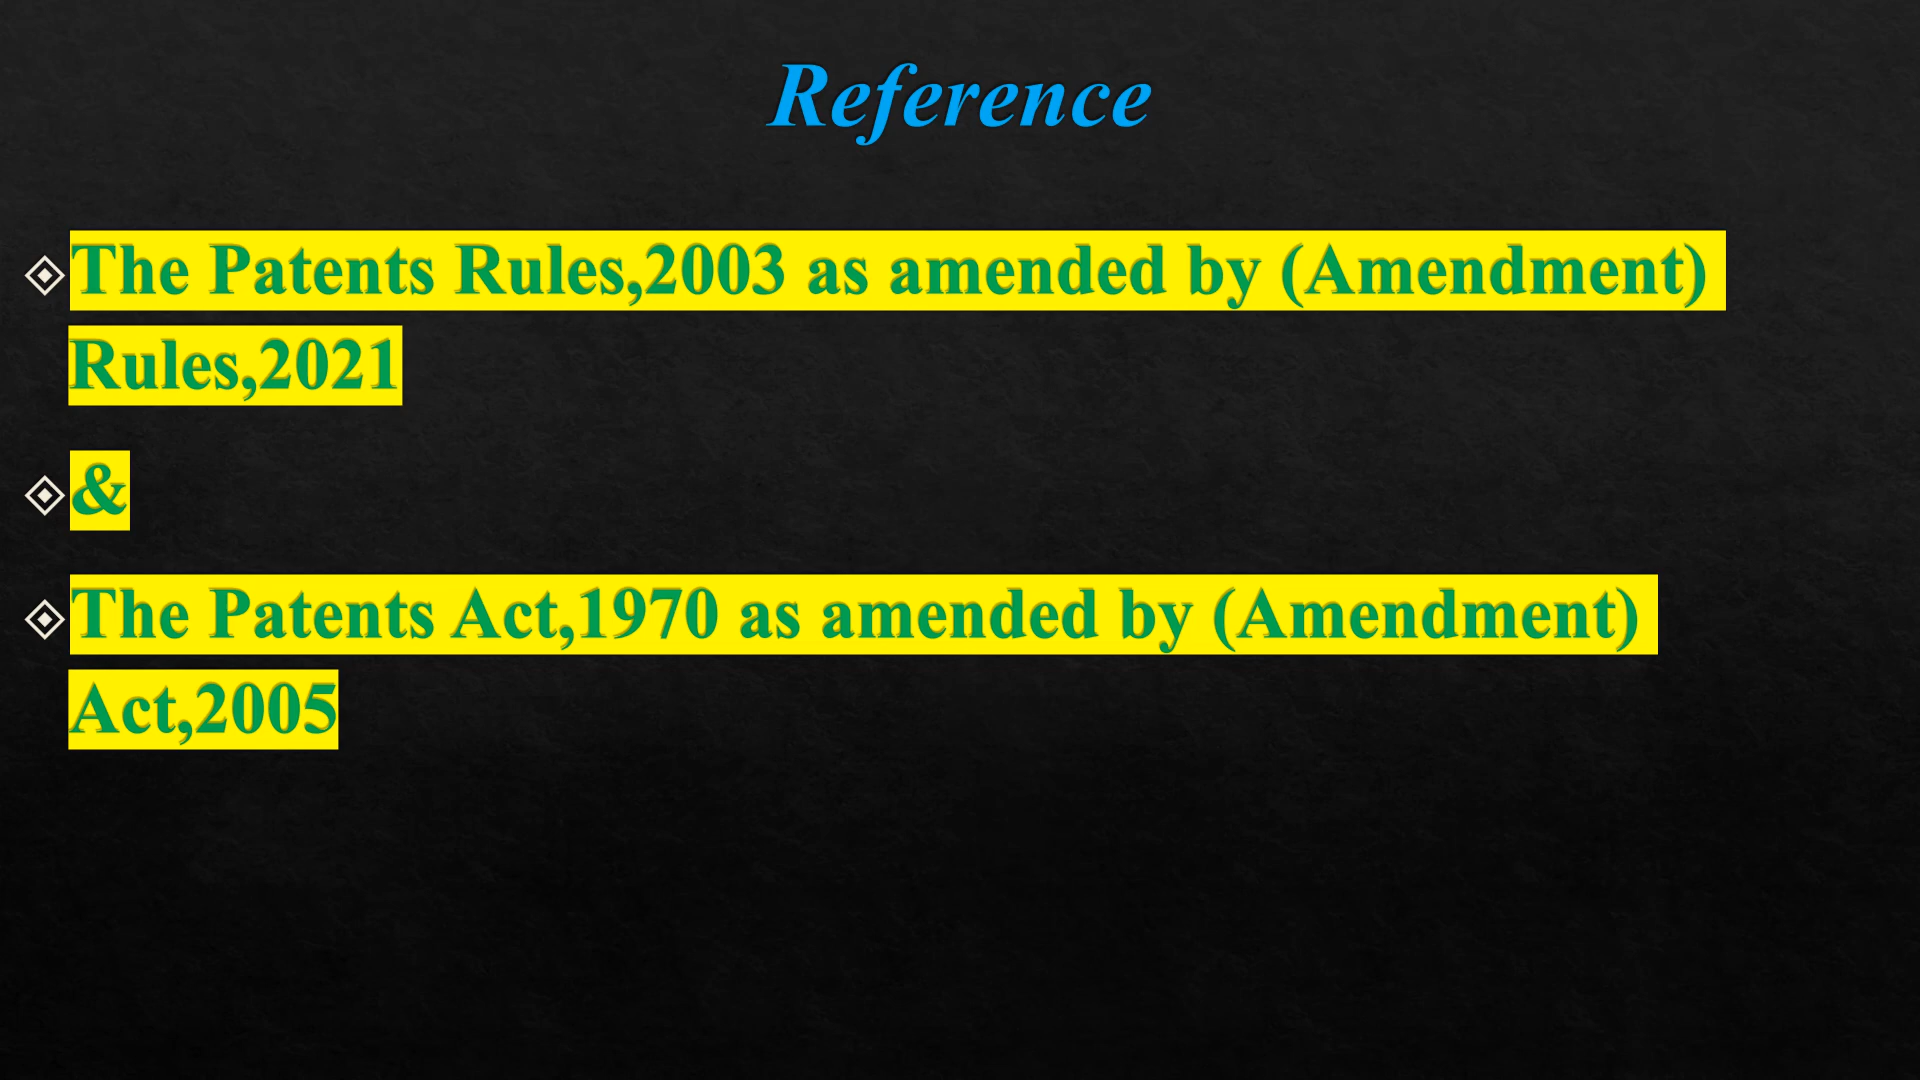 Reference
The Patents Rules,2003 as amended by (Amendment)
Rules,2021
&
The Patents Act,1970 as amended by (Amendment)
Act,2005